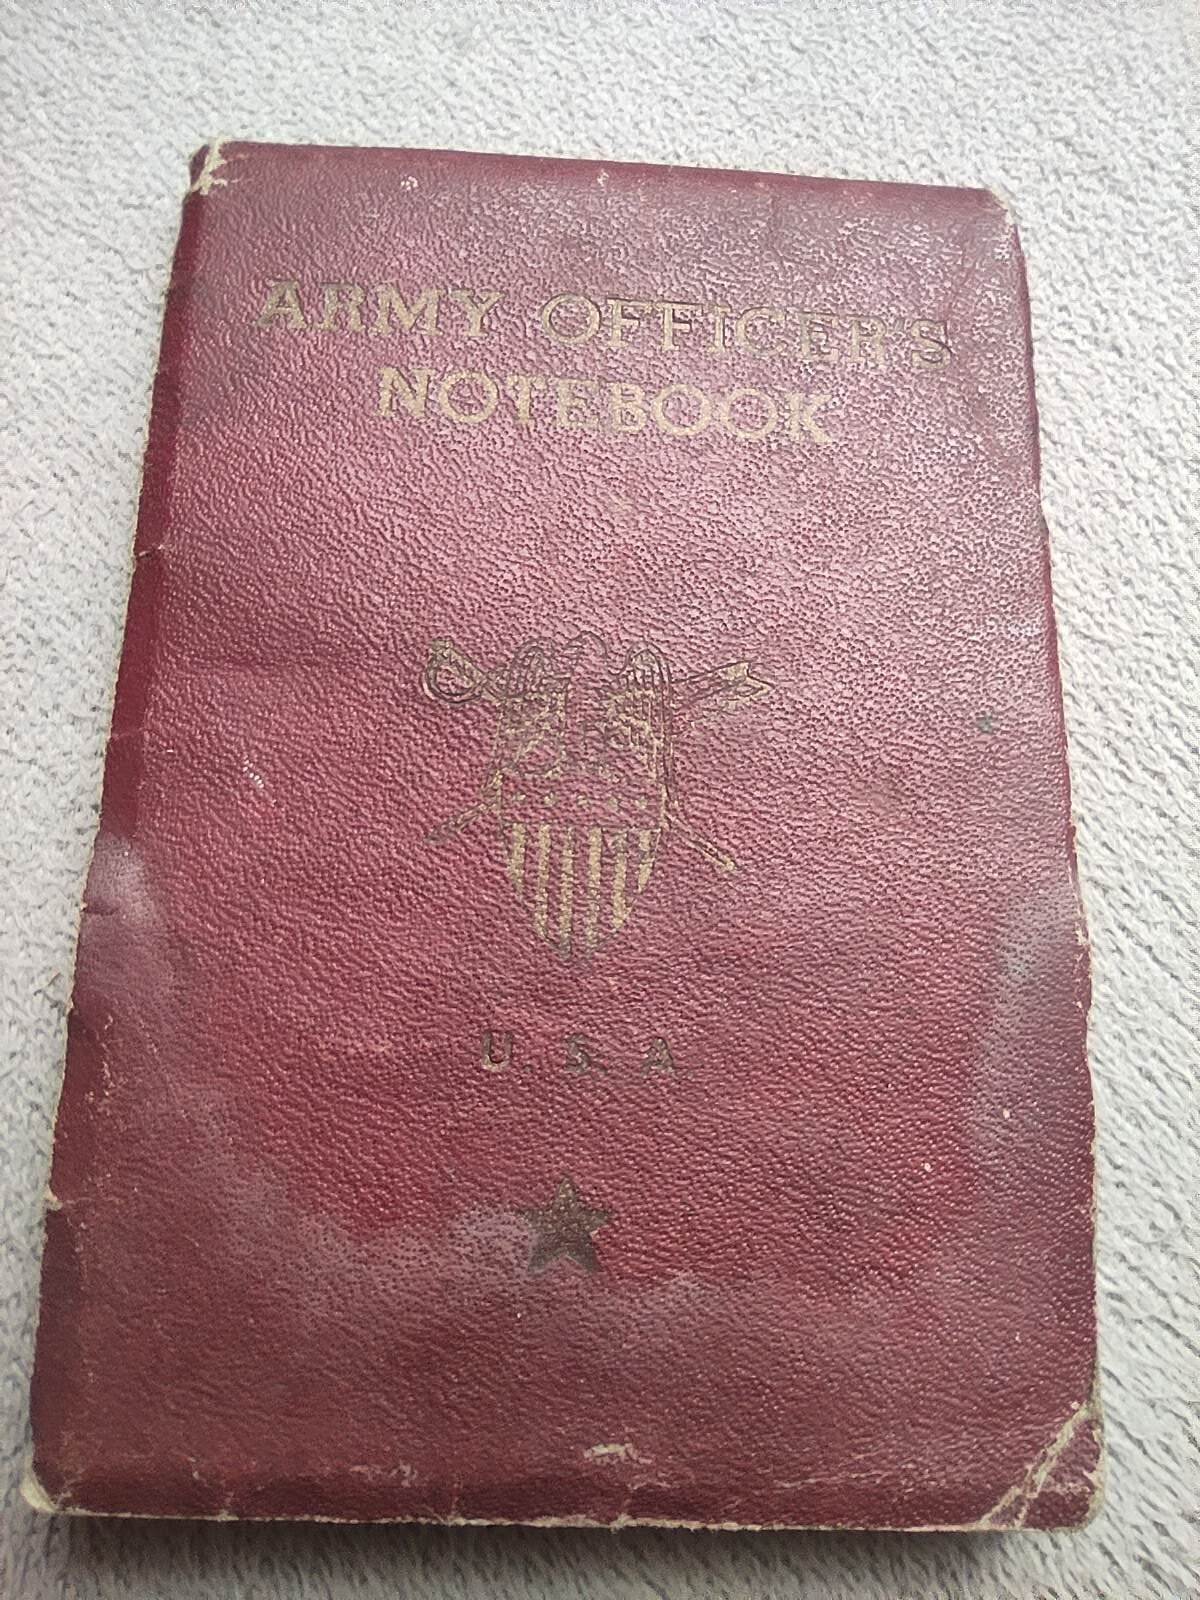 ARMY OFFICER'S
NOTEBOOK
U. S. A